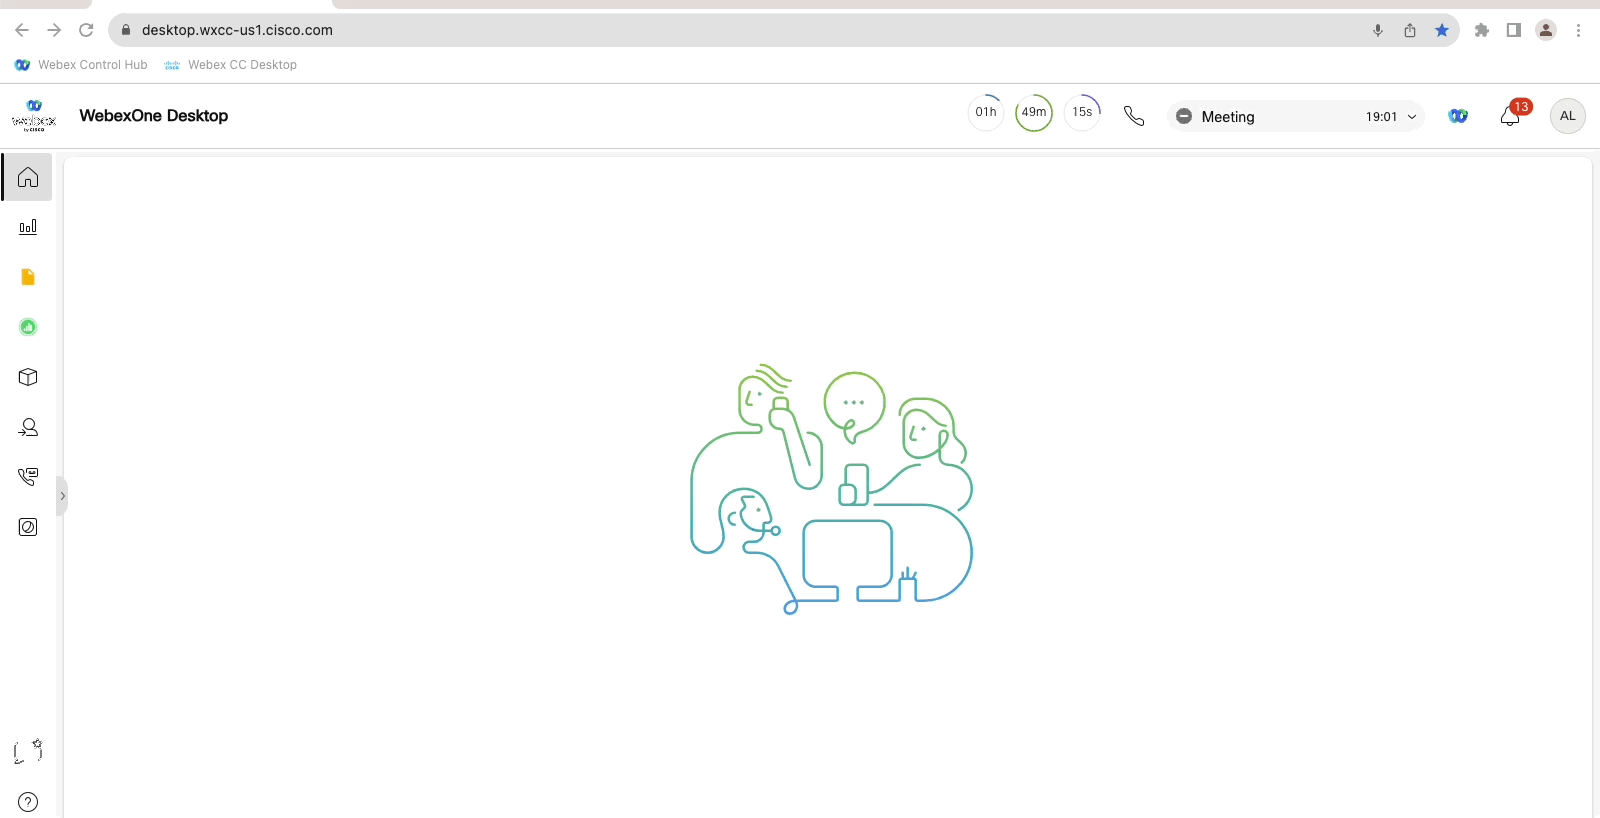 desktop.wxcc-us1.cisco.com
Webex Control Hub
Webex CC Desktop
webex
by CISCO
WebexOne Desktop
01h
49m
15s
Meeting
19:01
13
AL
?